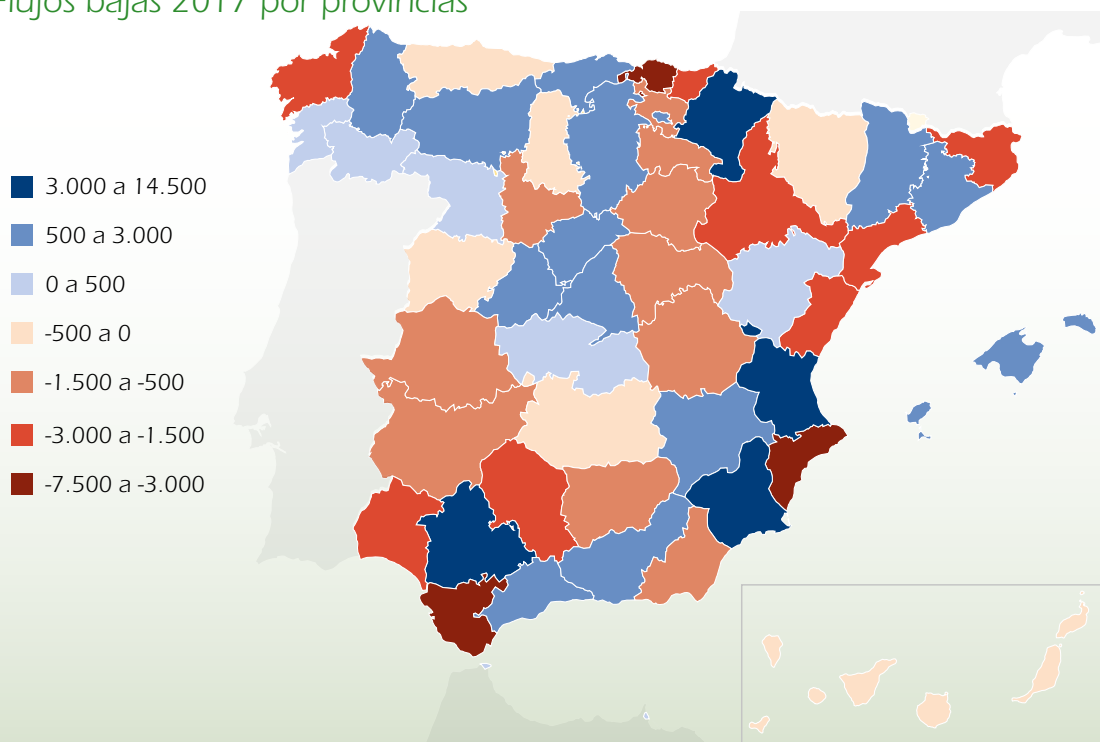 Flujos bajas 2017 por provincias
3.000 a 14.500
500 a 3.000
0 a 500
-500 a 0
-1.500 a -500
-3.000 a -1.500
-7.500 a -3.000